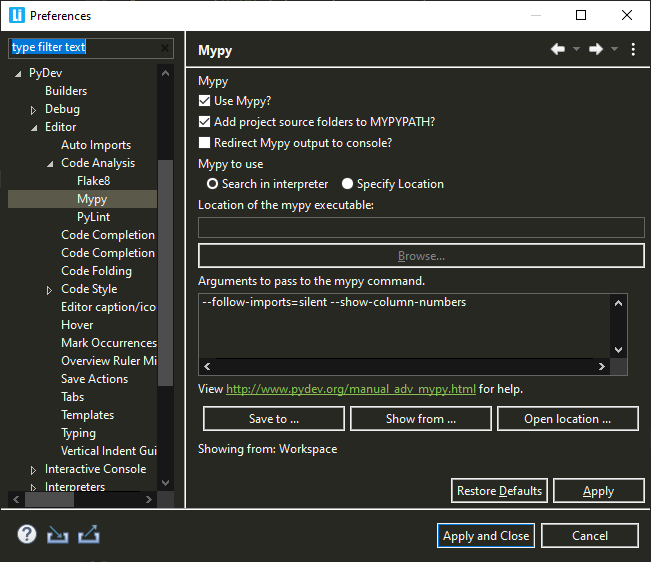 Preferences
type filter text
PyDev
Builders
Debug
Editor
Auto Imports
Code Analysis
Flake8
Mypy
PyLint
Code Completion
Code Completion
Code Folding
Code Style
Editor caption/ico
Hover
Mark Occurrences
Overview Ruler Mi
Save Actions
Tabs
Templates
Typing
Vertical Indent Gui
Interactive Console
Interpreters
Mypy
Mypy
Use Mypy?
Add project source folders to MYPYPATH?
Redirect Mypy output to console?
Mypy to use
Search in interpreter Specify Location
Location of the mypy executable:
Browse...
Arguments to pass to the mypy command.
--follow-imports=silent --show-column-numbers
View http://www.pydev.org/manual_adv_mypy.html for help.
Save to ... Show from ... Open location ...
Showing from: Workspace
Restore Defaults Apply
Apply and Close Cancel